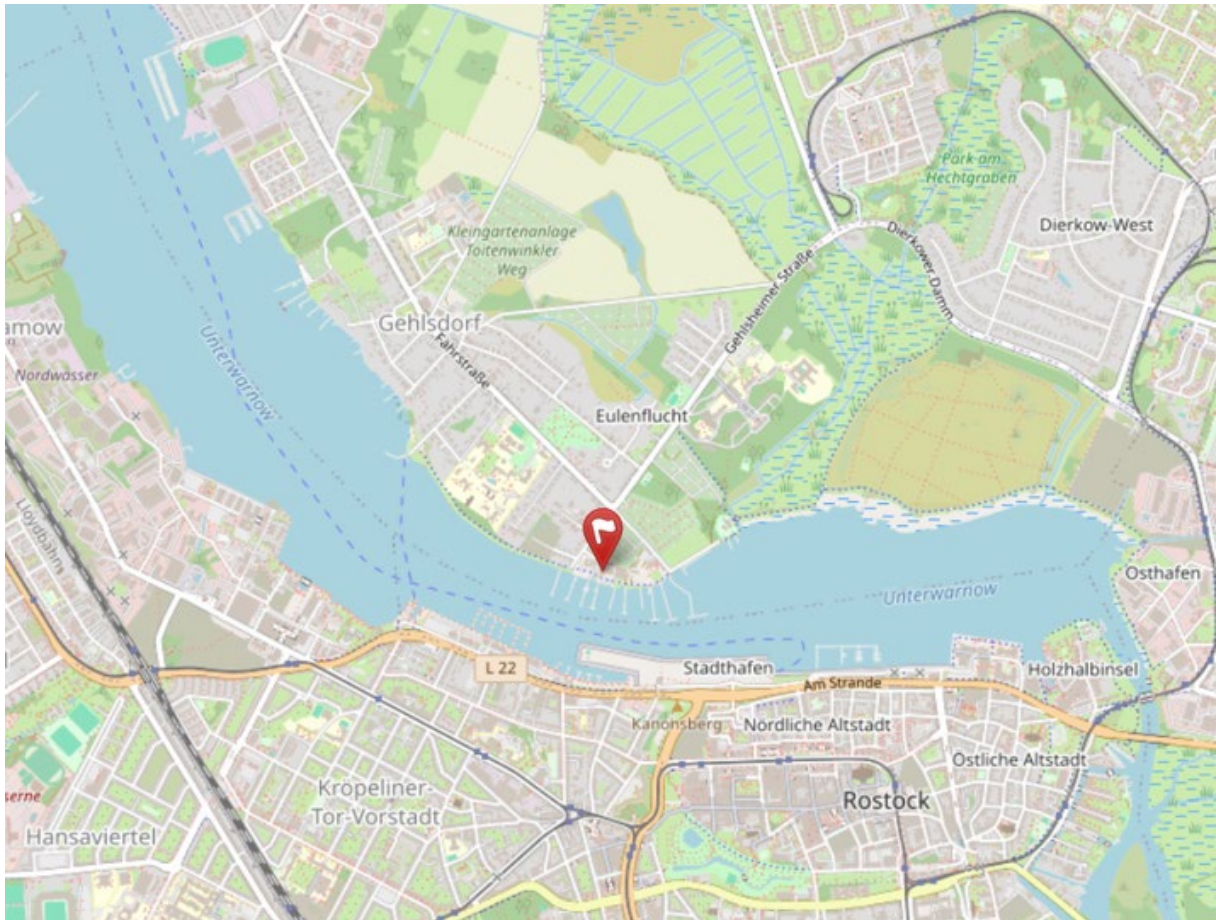 Park am
Hechtgraben
Dierkow-West
Kleingartenanlage
Toitenwinkler
Weg
Gehlsheimer Straße
Dierkower Damm
Gehlsdorf
Fährstraße
amow
Nordwasser
Unterwarnow
Eulenflucht
Lloydbahn
Osthafen
Unterwarnow
L 22
Stadthafen
Holzhalbinsel
Am Strande
Kanonsberg
Nördliche Altstadt
Östliche Altstadt
Kröpeliner-
Tor-Vorstadt
Rostock
serne
Hansaviertel